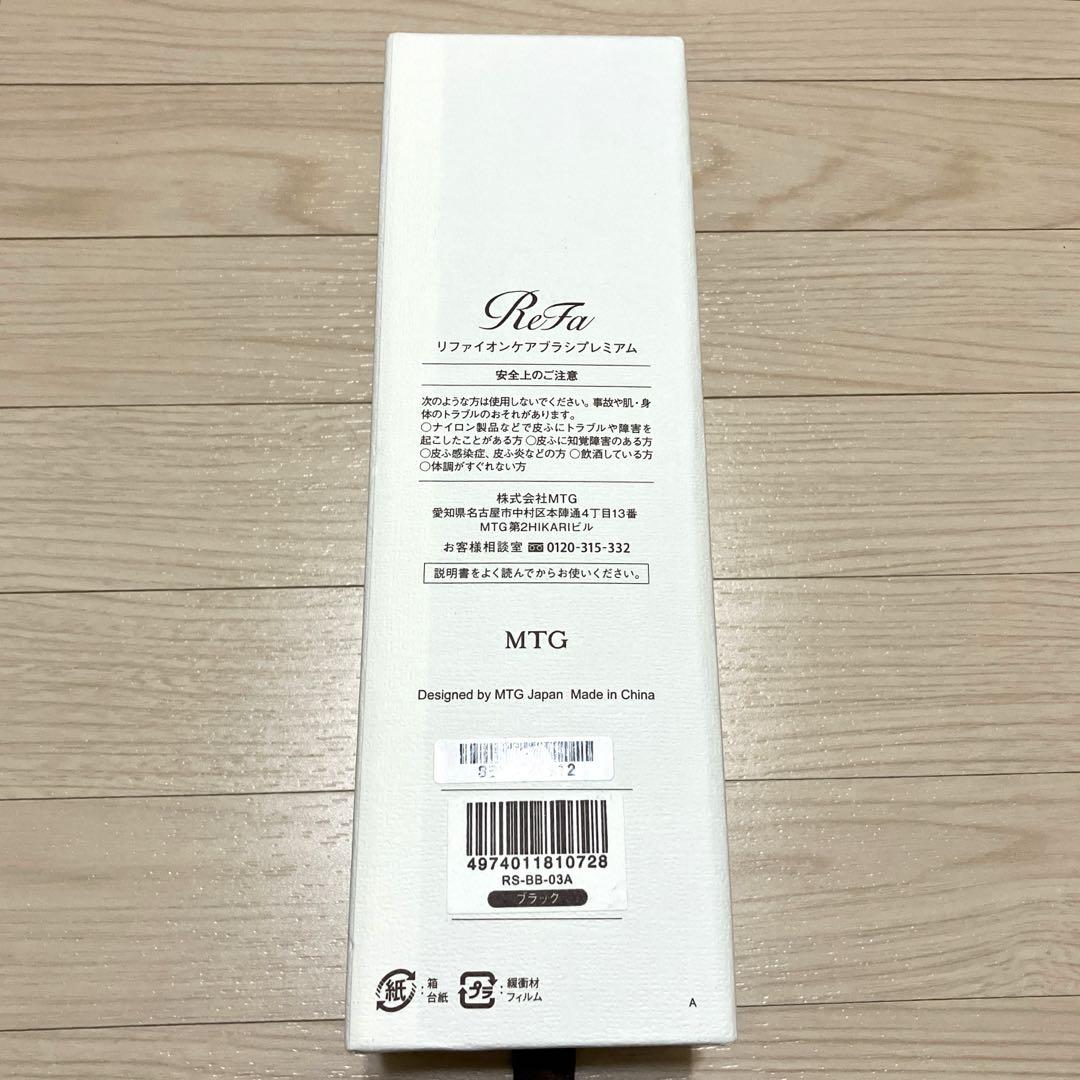 ReFa
リファイオンケアブラシプレミアム
安全上のご注意
次のような方は使用しないでください。事故や肌・身
体のトラブルのおそれがあります。
○ナイロン製品などで皮ふにトラブルや障害を
起こしたことがある方 ○皮ふに知覚障害のある方
○皮ふ感染症、皮ふ炎などの方 ○飲酒している方
○体調がすぐれない方
株式会社MTG
愛知県名古屋市中村区本陣通4丁目13番
MTG第2HIKARIビル
お客様相談室 0120-315-332
説明書をよく読んでからお使いください。
MTG
Designed by MTG Japan Made in China
4974011810728
RS-BB-03A
ブラック
紙 : 箱
台紙
プラ : 緩衝材
フィルム
A